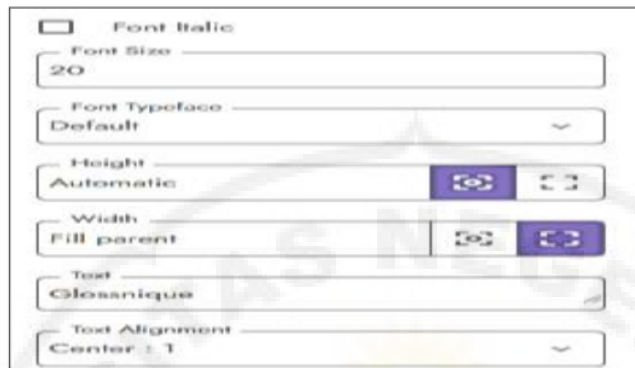 Font Italic
Font Size
20
Font Typeface
Default
Height
Automatic
Width
Fill parent
Text
Glossnique
Text Alignment
Center : 1